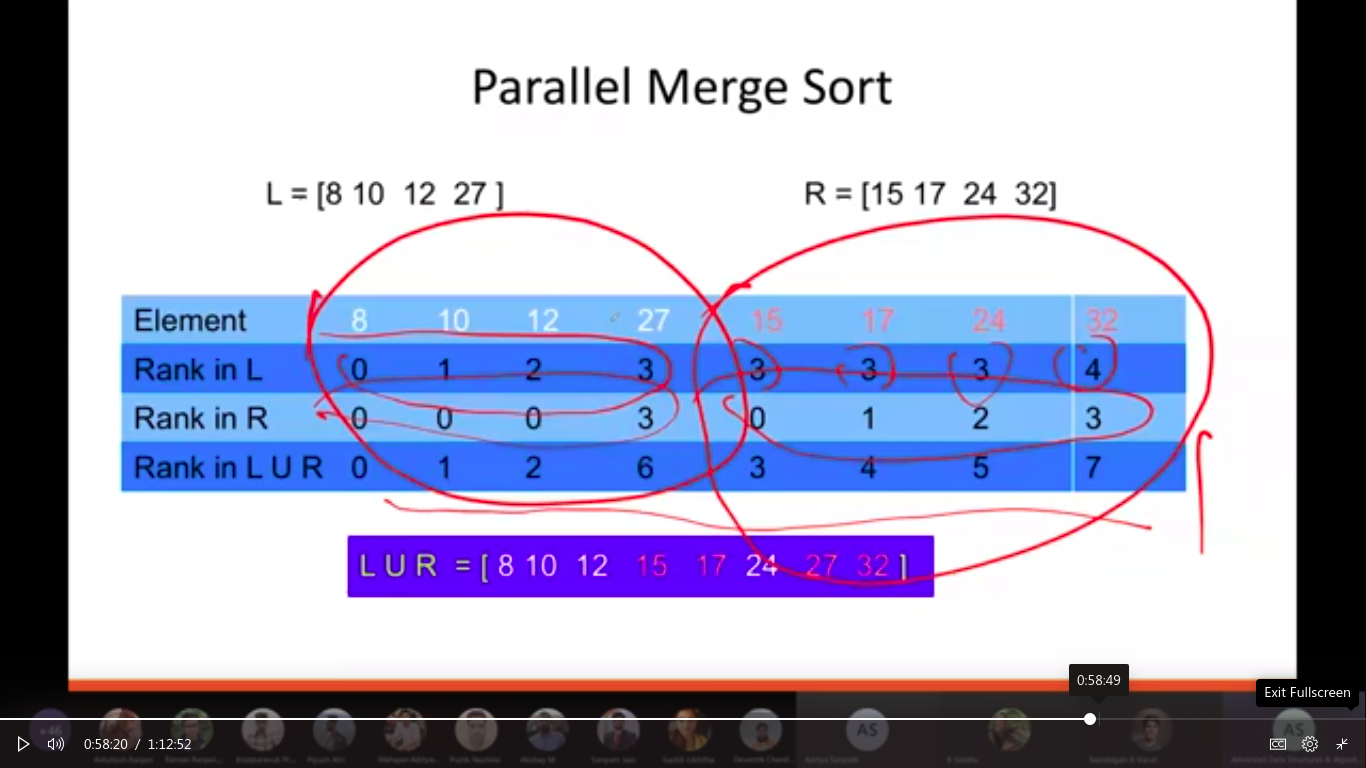 Parallel Merge Sort
L = [8 10 12 27 ] R = [15 17 24 32]
Element 8 10 12 27 15 17 24 32
Rank in L 0 1 2 3 3 3 3 4
Rank in R 0 0 0 3 0 1 2 3
Rank in L U R 0 1 2 6 3 4 5 7
L U R = [ 8 10 12 15 17 24 27 32 ]
0:58:49
Exit Fullscreen
+46 AS AS
0:58:20 / 1:12:52 CC